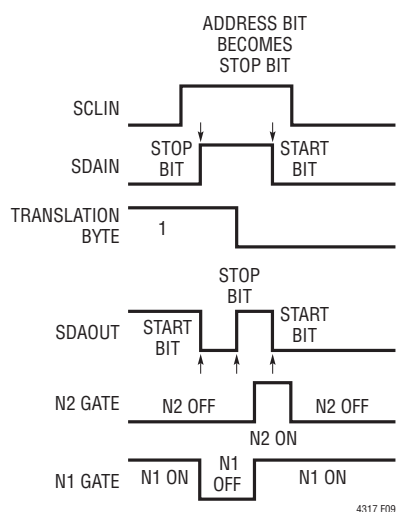 ADDRESS BIT
BECOMES
STOP BIT
SCLIN
SDAIN
STOP
BIT
START
BIT
TRANSLATION
BYTE
1
STOP
BIT
SDAOUT
START
BIT
START
BIT
N2 GATE
N2 OFF
N2 ON
N2 OFF
N1 GATE
N1 ON
N1
OFF
N1 ON
4317 F09